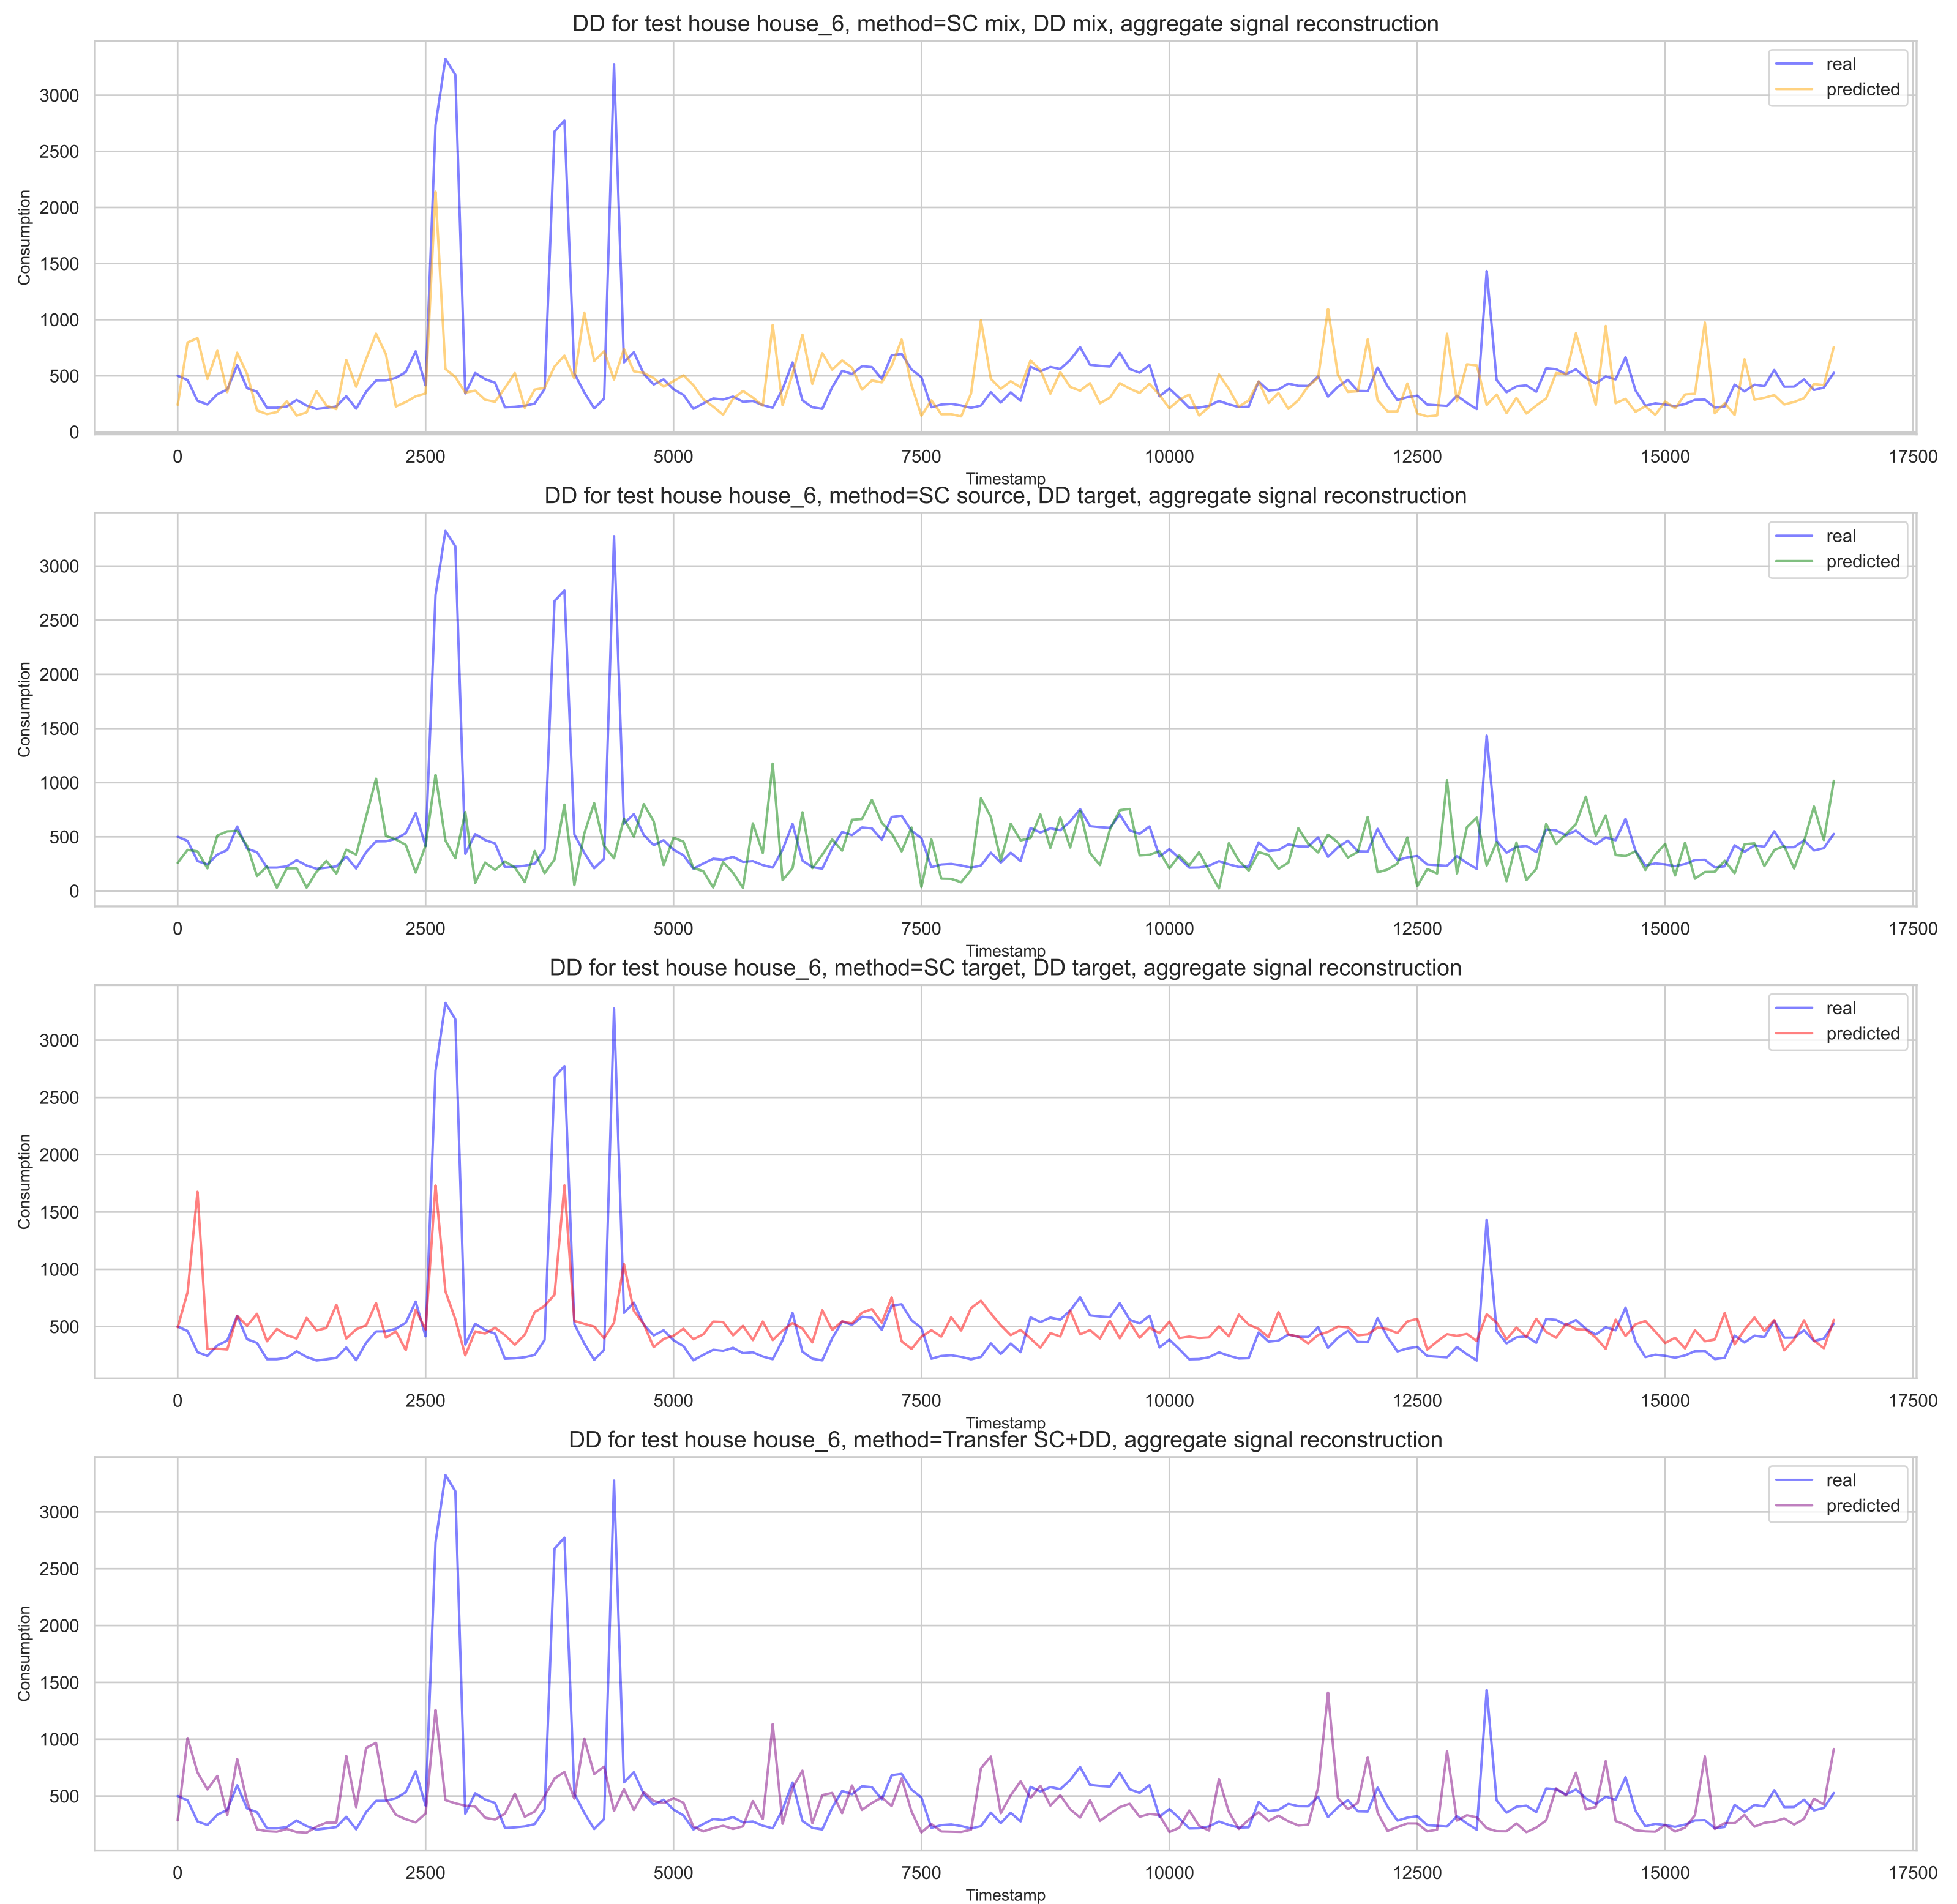 DD for test house house_6, method=SC mix, DD mix, aggregate signal reconstruction
real
predicted
3000
2500
2000
1500
1000
500
0
Consumption
0 2500 5000 7500 10000 12500 15000 17500
Timestamp
DD for test house house_6, method=SC source, DD target, aggregate signal reconstruction
real
predicted
3000
2500
2000
1500
1000
500
0
Consumption
0 2500 5000 7500 10000 12500 15000 17500
Timestamp
DD for test house house_6, method=SC target, DD target, aggregate signal reconstruction
real
predicted
3000
2500
2000
1500
1000
500
Consumption
0 2500 5000 7500 10000 12500 15000 17500
Timestamp
DD for test house house_6, method=Transfer SC+DD, aggregate signal reconstruction
real
predicted
3000
2500
2000
1500
1000
500
Consumption
0 2500 5000 7500 10000 12500 15000 17500
Timestamp